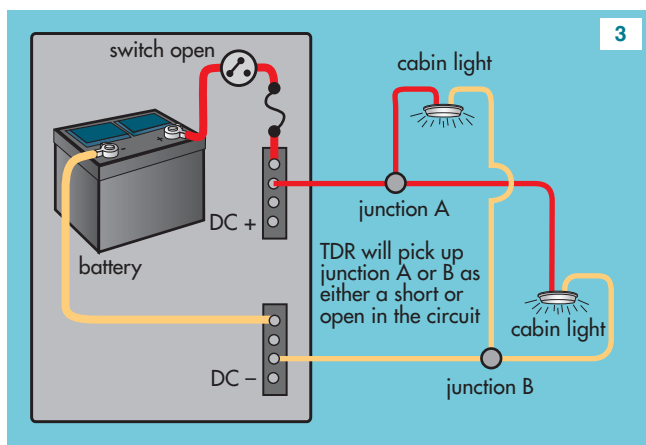 3
switch open
cabin light
- +
junction A
DC +
battery
TDR will pick up
junction A or B as
either a short or
open in the circuit
cabin light
DC –
junction B